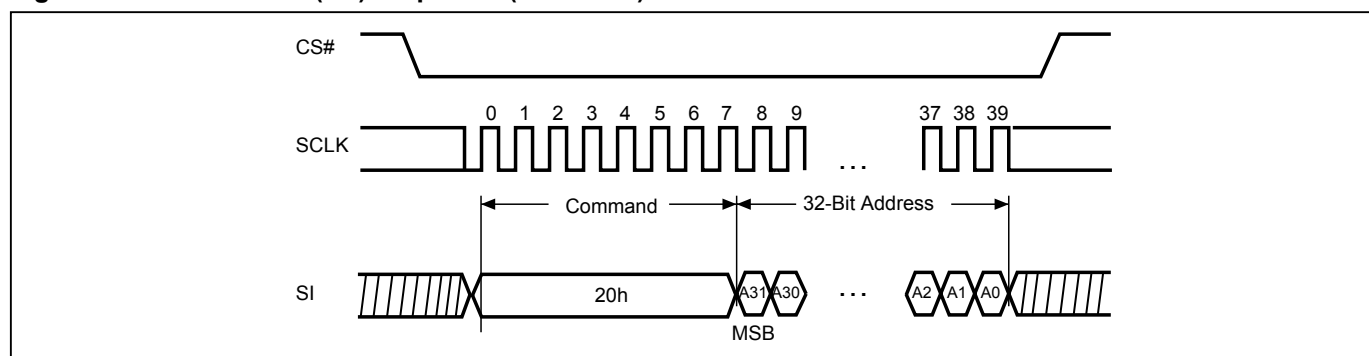 CS#
0 1 2 3 4 5 6 7 8 9 37 38 39
SCLK
...
Command 32-Bit Address
SI 20h A31 A30 ... A2 A1 A0
MSB